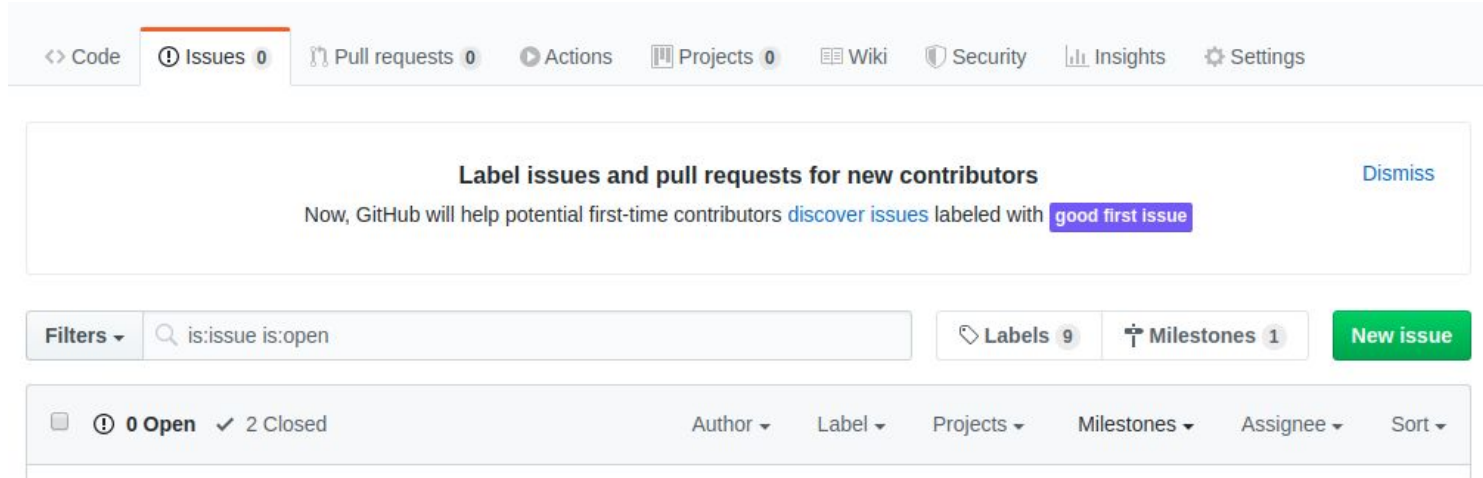 Code Issues 0 Pull requests 0 Actions Projects 0 Wiki Security Insights Settings
Label issues and pull requests for new contributors
Dismiss
Now, GitHub will help potential first-time contributors discover issues labeled with good first issue
Filters is:issue is:open Labels 9 Milestones 1 New issue
0 Open 2 Closed Author Label Projects Milestones Assignee Sort